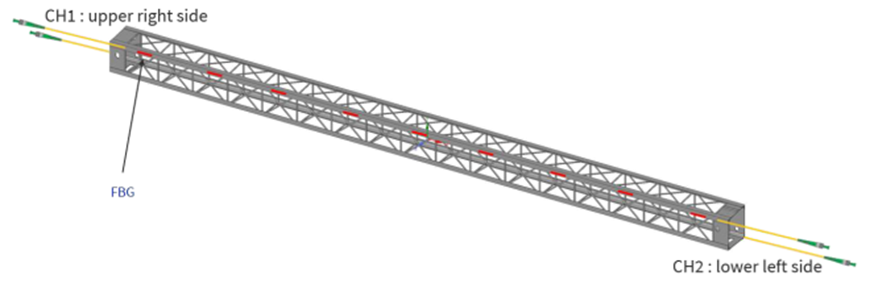 CH1 : upper right side
FBG
CH2 : lower left side